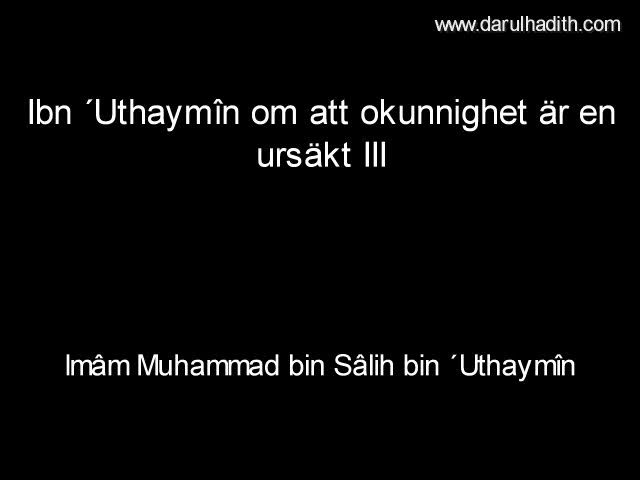 www.darulhadith.com
Ibn ´Uthaymîn om att okunnighet är en
ursäkt III
Imâm Muhammad bin Sâlih bin ´Uthaymîn